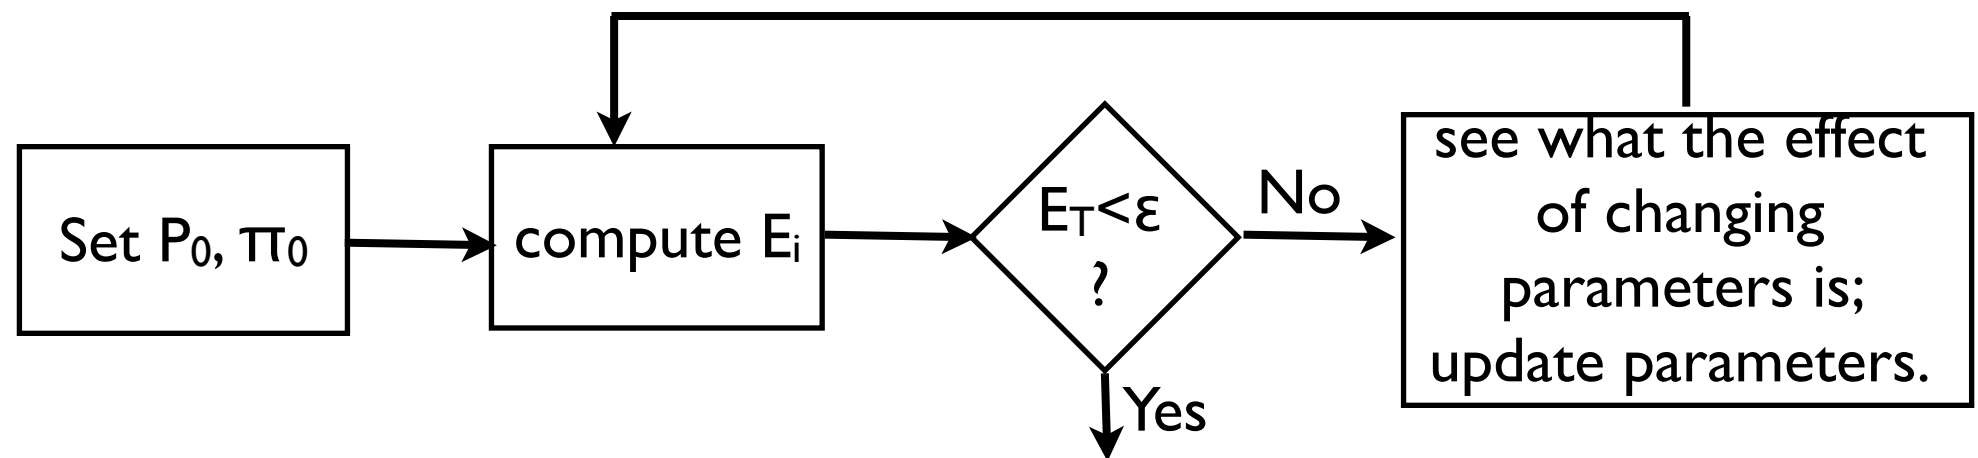 Set P₀, π₀
compute Eᵢ
E_T<ε
?
No
Yes
see what the effect
of changing
parameters is;
update parameters.